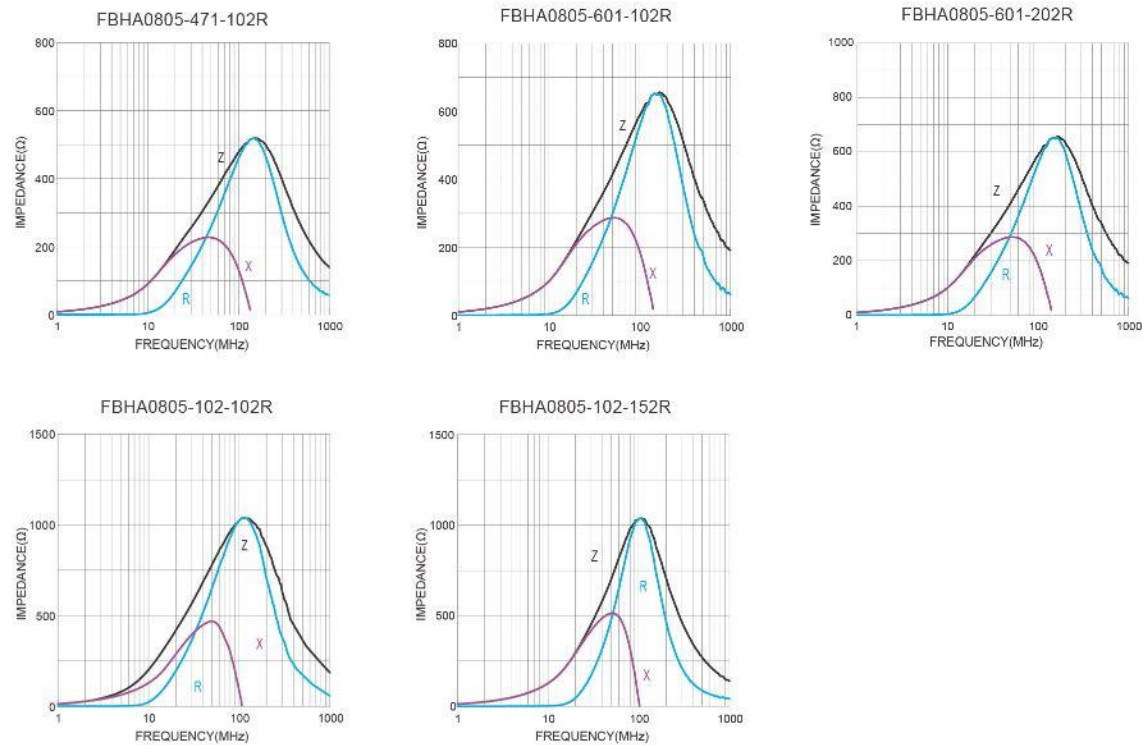 FBHA0805-471-102R
800
600
400
200
0
IMPEDANCE(Ω)
Z
X
R
1
10
100
1000
FREQUENCY(MHz)
FBHA0805-601-102R
800
600
400
200
0
IMPEDANCE(Ω)
Z
X
R
1
10
100
1000
FREQUENCY(MHz)
FBHA0805-601-202R
1000
800
600
400
200
0
IMPEDANCE(Ω)
Z
X
R
1
10
100
1000
FREQUENCY(MHz)
FBHA0805-102-102R
1500
1000
500
0
IMPEDANCE(Ω)
Z
X
R
1
10
100
1000
FREQUENCY(MHz)
FBHA0805-102-152R
1500
1000
500
0
IMPEDANCE(Ω)
Z
R
X
1
10
100
1000
FREQUENCY(MHz)